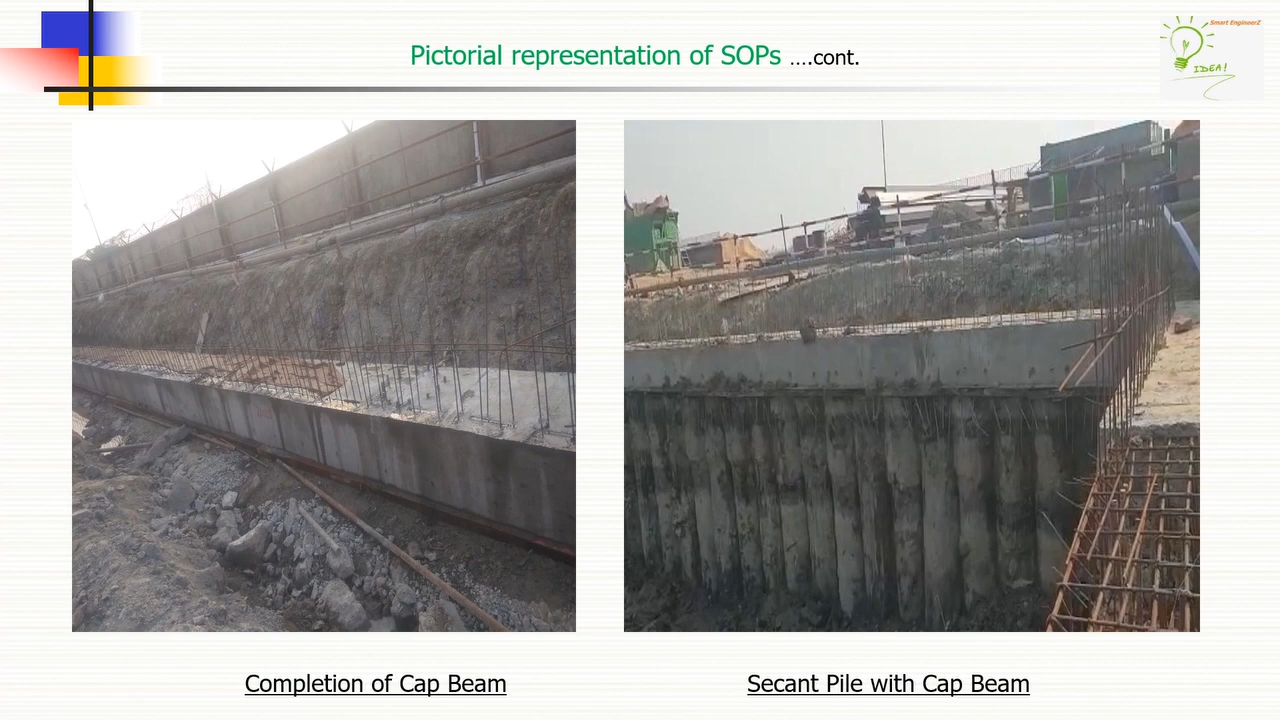 Pictorial representation of SOPs ....cont.
Smart EngineerZ
IDEA!
Completion of Cap Beam
Secant Pile with Cap Beam